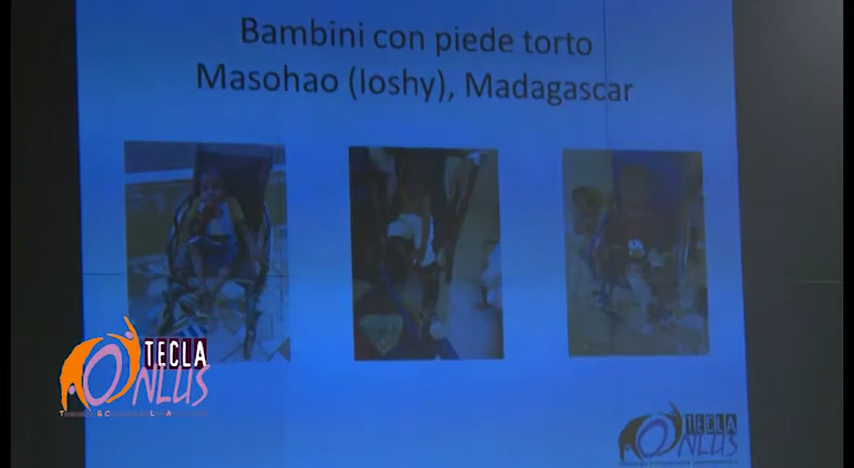 Bambini con piede torto
Masohao (Ioshy), Madagascar
TECLA
ONLUS
TECLA
ONLUS